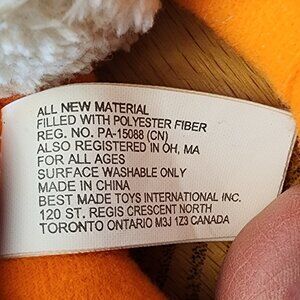 ALL NEW MATERIAL
FILLED WITH POLYESTER FIBER
REG. NO. PA-15088 (CN)
ALSO REGISTERED IN OH, MA
FOR ALL AGES
SURFACE WASHABLE ONLY
MADE IN CHINA
BEST MADE TOYS INTERNATIONAL INC.
120 ST. REGIS CRESCENT NORTH
TORONTO ONTARIO M3J 1Z3 CANADA